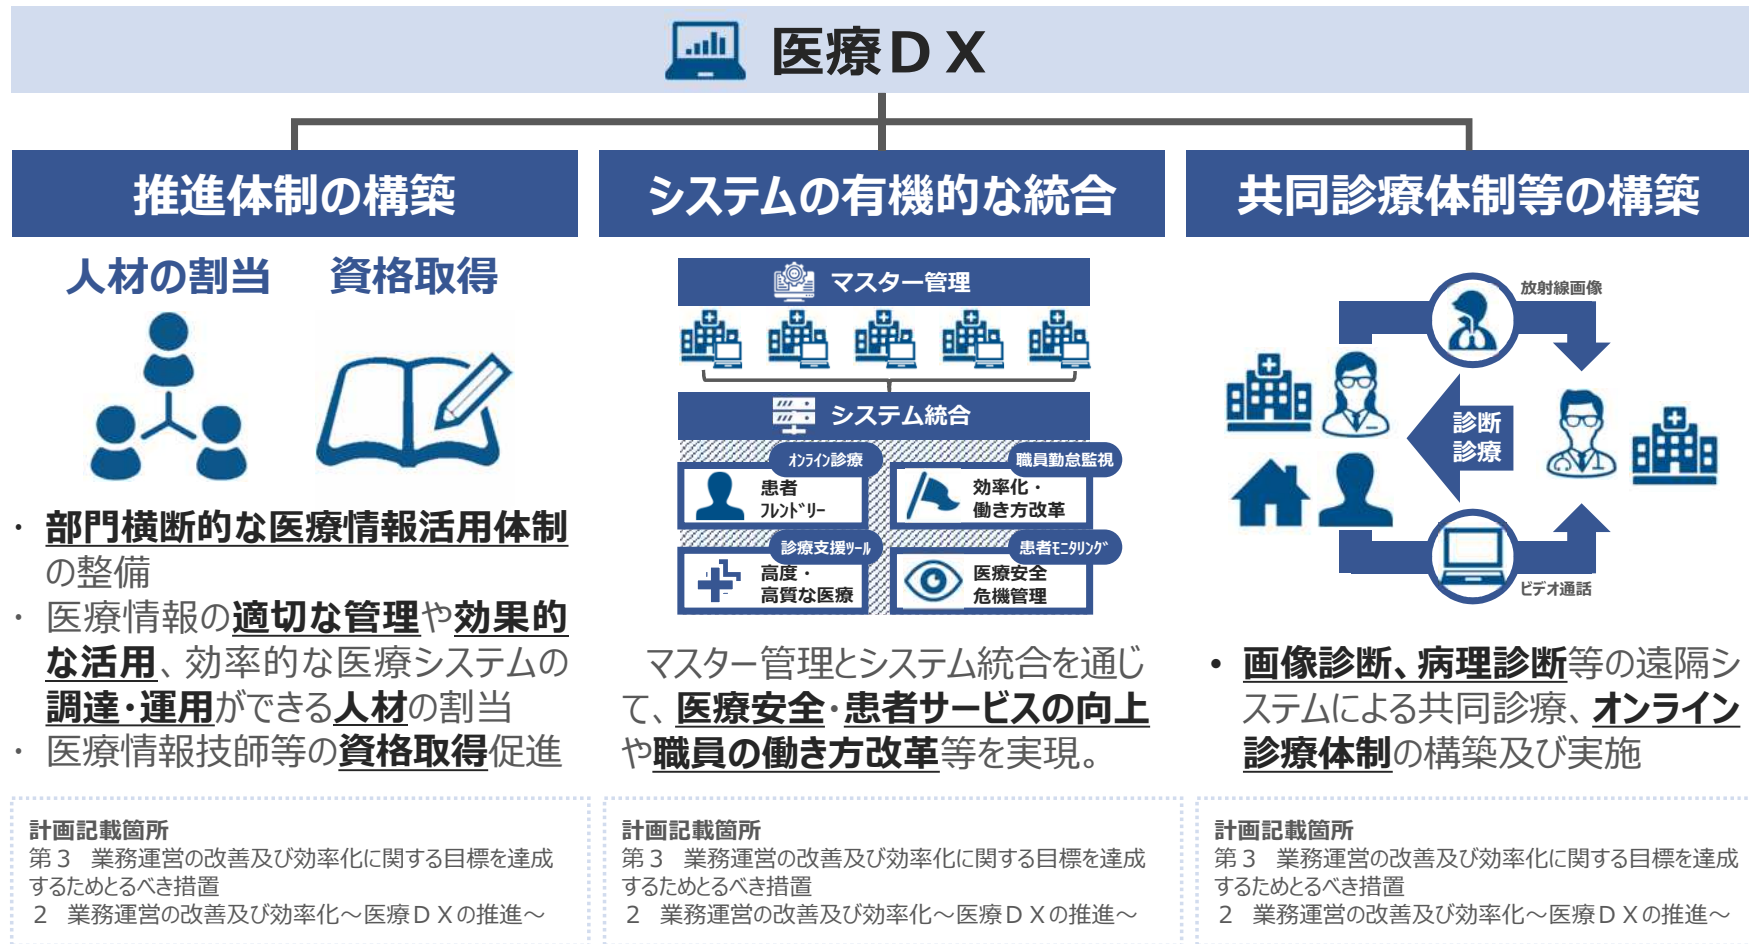 医療ＤＸ
推進体制の構築
人材の割当 資格取得
・ 部門横断的な医療情報活用体制
の整備
・ 医療情報の適切な管理や効果的
な活用、効率的な医療システムの
調達・運用ができる人材の割当
・ 医療情報技師等の資格取得促進
計画記載箇所
第３　業務運営の改善及び効率化に関する目標を達成
するためとるべき措置
２　業務運営の改善及び効率化～医療ＤＸの推進～
システムの有機的な統合
マスター管理
システム統合
ｵﾝﾗｲﾝ診療
患者
ﾌﾚﾝﾄﾞﾘｰ
職員勤怠監視
効率化・
働き方改革
診療支援ﾂｰﾙ
高度・
高質な医療
患者ﾓﾆﾀﾘﾝｸﾞ
医療安全
危機管理
マスター管理とシステム統合を通じ
て、医療安全・患者サービスの向上
や職員の働き方改革等を実現。
計画記載箇所
第３　業務運営の改善及び効率化に関する目標を達成
するためとるべき措置
２　業務運営の改善及び効率化～医療ＤＸの推進～
共同診療体制等の構築
放射線画像
診断
診療
ビデオ通話
• 画像診断、病理診断等の遠隔シ
ステムによる共同診療、オンライン
診療体制の構築及び実施
計画記載箇所
第３　業務運営の改善及び効率化に関する目標を達成
するためとるべき措置
２　業務運営の改善及び効率化～医療ＤＸの推進～